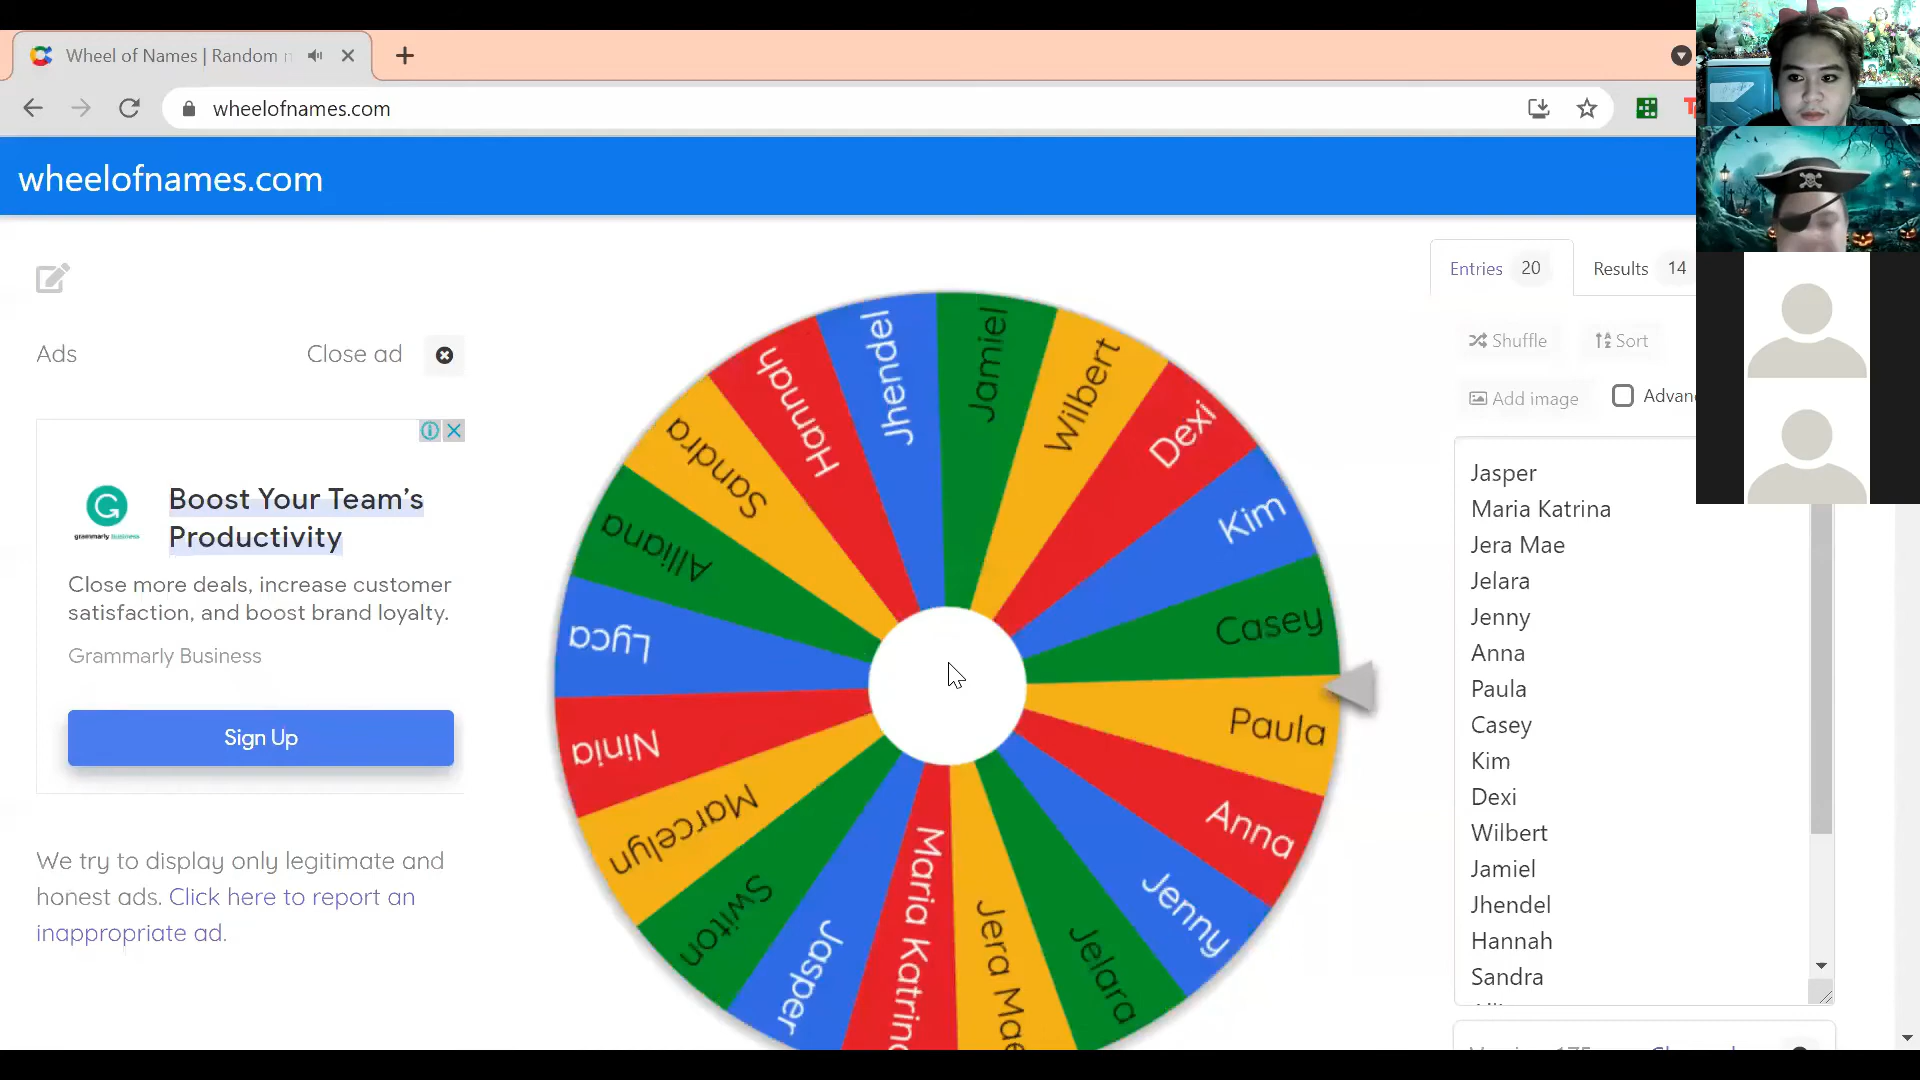 Wheel of Names | Random
wheelofnames.com
wheelofnames.com
Ads
Close ad
Boost Your Team's
Productivity
grammarly business
Close more deals, increase customer
satisfaction, and boost brand loyalty.
Grammarly Business
Sign Up
We try to display only legitimate and
honest ads. Click here to report an
inappropriate ad.
Jhendel
Jamiel
Wilbert
Dexi
Kim
Casey
Paula
Anna
Jenny
Jelara
Jera Mae
Maria Katrina
Jasper
Switon
Marcelyn
Ninia
Lyca
Alliana
Sandra
Hannah
Entries 20
Results 14
Shuffle
Sort
Add image
Advan
Jasper
Maria Katrina
Jera Mae
Jelara
Jenny
Anna
Paula
Casey
Kim
Dexi
Wilbert
Jamiel
Jhendel
Hannah
Sandra